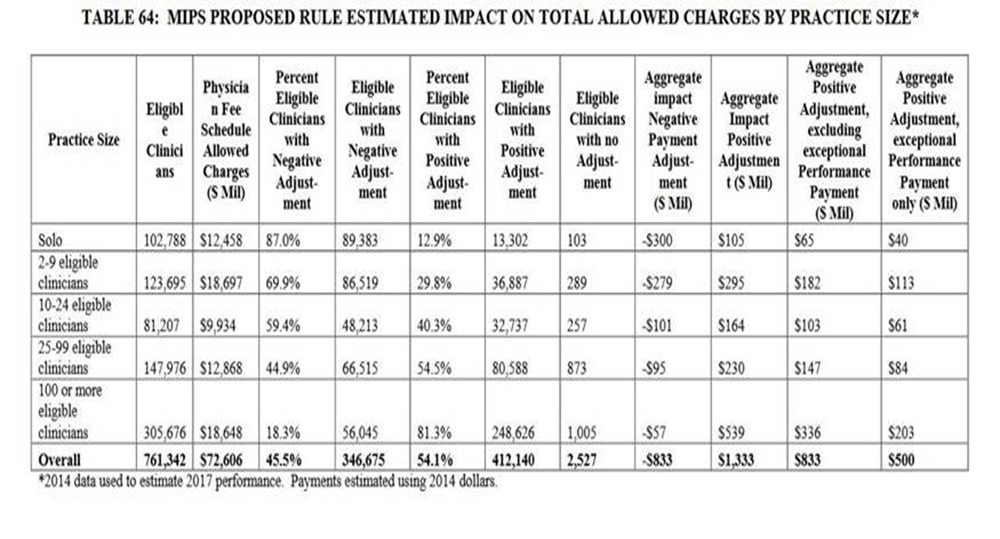 TABLE 64: MIPS PROPOSED RULE ESTIMATED IMPACT ON TOTAL ALLOWED CHARGES BY PRACTICE SIZE*
Practice Size
Eligibl
e
Clinici
ans
Physicia
n Fee
Schedule
Allowed
Charges
($ Mil)
Percent
Eligible
Clinicians
with
Negative
Adjust-
ment
Eligible
Clinicians
with
Negative
Adjust-
ment
Percent
Eligible
Clinicians
with
Positive
Adjust-
ment
Eligible
Clinicians
with
Positive
Adjust-
ment
Eligible
Clinicians
with no
Adjust-
ment
Aggregate
impact
Negative
Payment
Adjust-
ment
($ Mil)
Aggregate
Impact
Positive
Adjustmen
t ($ Mil)
Aggregate
Positive
Adjustment,
excluding
exceptional
Performance
Payment
($ Mil)
Aggregate
Positive
Adjustment,
exceptional
Performance
Payment
only ($ Mil)
Solo 102,788 $12,458 87.0% 89,383 12.9% 13,302 103 -$300 $105 $65 $40
2-9 eligible
clinicians 123,695 $18,697 69.9% 86,519 29.8% 36,887 289 -$279 $295 $182 $113
10-24 eligible
clinicians 81,207 $9,934 59.4% 48,213 40.3% 32,737 257 -$101 $164 $103 $61
25-99 eligible
clinicians 147,976 $12,868 44.9% 66,515 54.5% 80,588 873 -$95 $230 $147 $84
100 or more
eligible
clinicians 305,676 $18,648 18.3% 56,045 81.3% 248,626 1,005 -$57 $539 $336 $203
Overall 761,342 $72,606 45.5% 346,675 54.1% 412,140 2,527 -$833 $1,333 $833 $500
*2014 data used to estimate 2017 performance. Payments estimated using 2014 dollars.